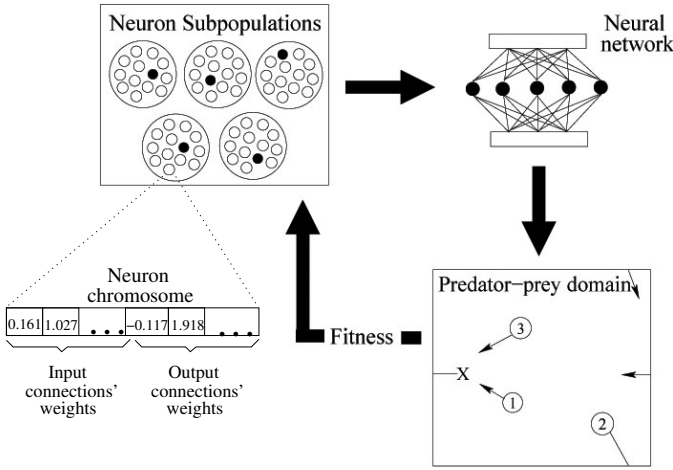 Neuron Subpopulations
Neural
network
Neuron
chromosome
0.161 1.027 . . . −0.117 1.918 . . .
Input
connections'
weights
Output
connections'
weights
Fitness
Predator−prey domain
3
X
1
2